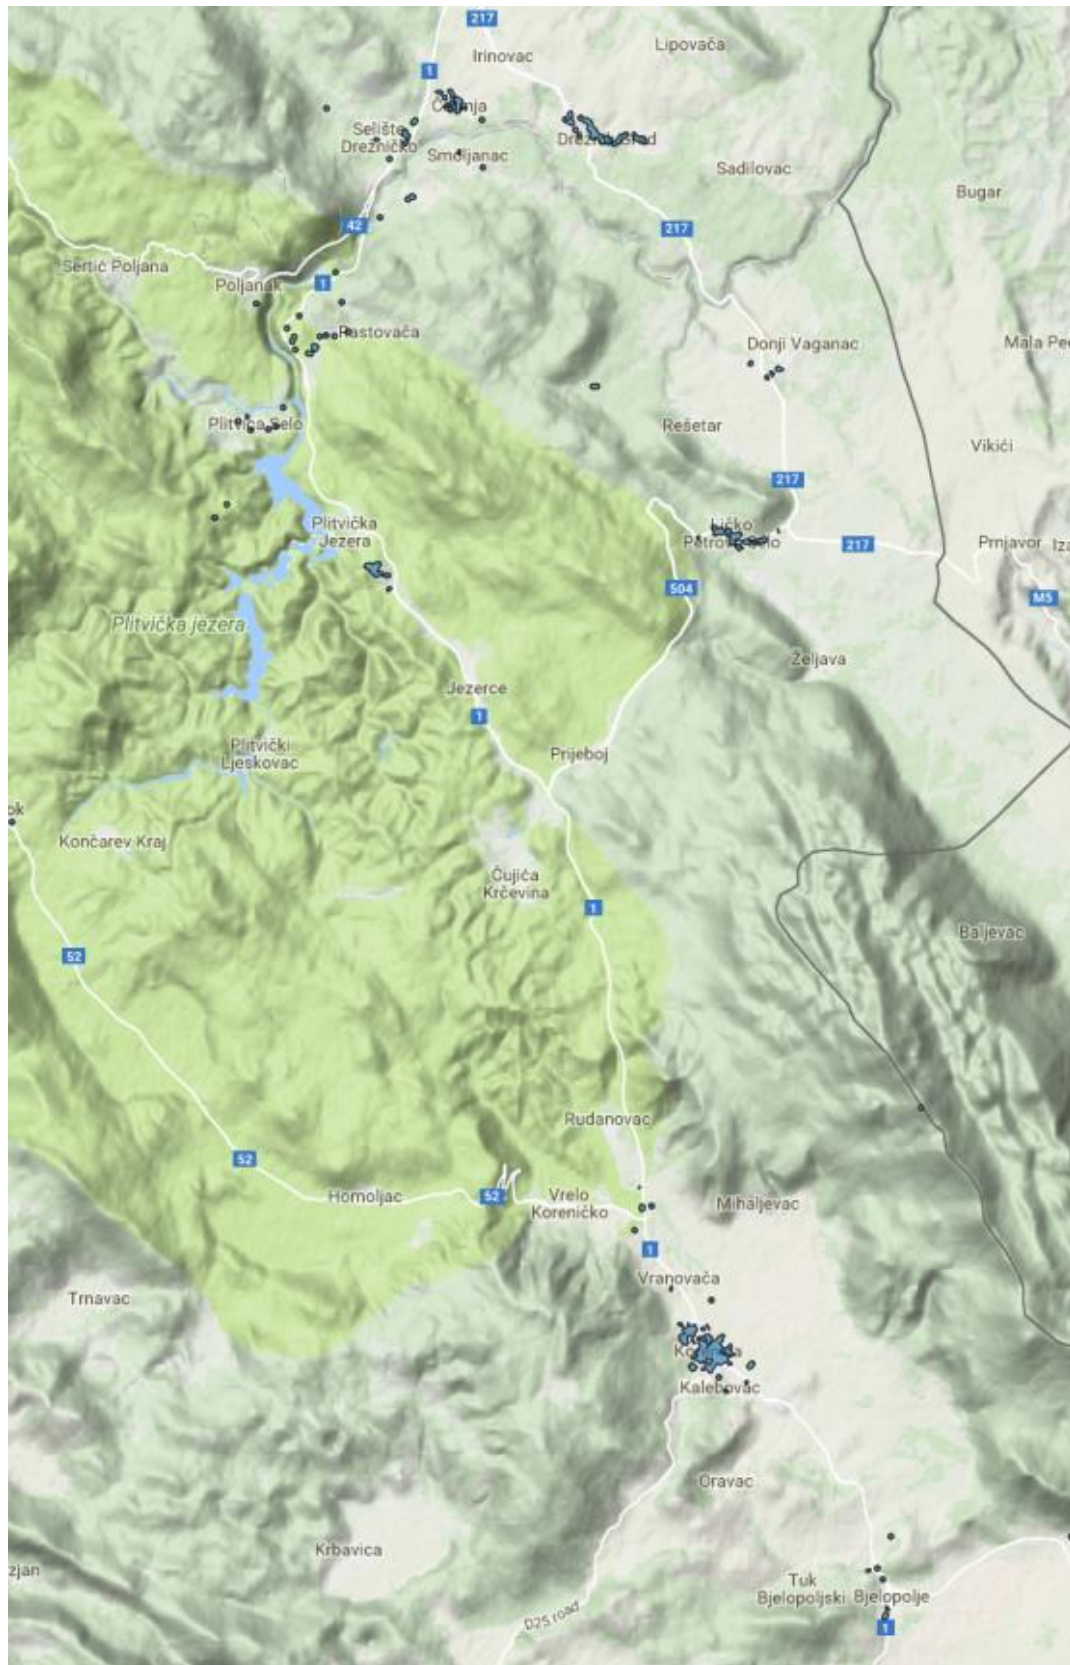 217
Irinovac
Lipovača
1
Selište
Drežničko
Smoljanac
Sadilovac
Bugar
42
217
Sertić Poljana
Poljanak
1
Rastovača
Donji Vaganac
Plitvica Selo
Rešetar
Vikići
217
Plitvička
Jezera
Ličko
Petrovo Selo
217
Prnjavor
504
M5
Plitvička jezera
Željava
Jezerce
1
Prijeboj
Plitvički
Ljeskovac
Končarev Kraj
Čujića
Krčevina
1
Baljevac
52
Rudanovac
52
Homoljac
52
Vrelo
Koreničko
Mihaljevac
1
Vranovača
Trnavac
Kalebovac
Oravac
Krbavica
Tuk
Bjelopoljski
Bjelopolje
D25 road
1